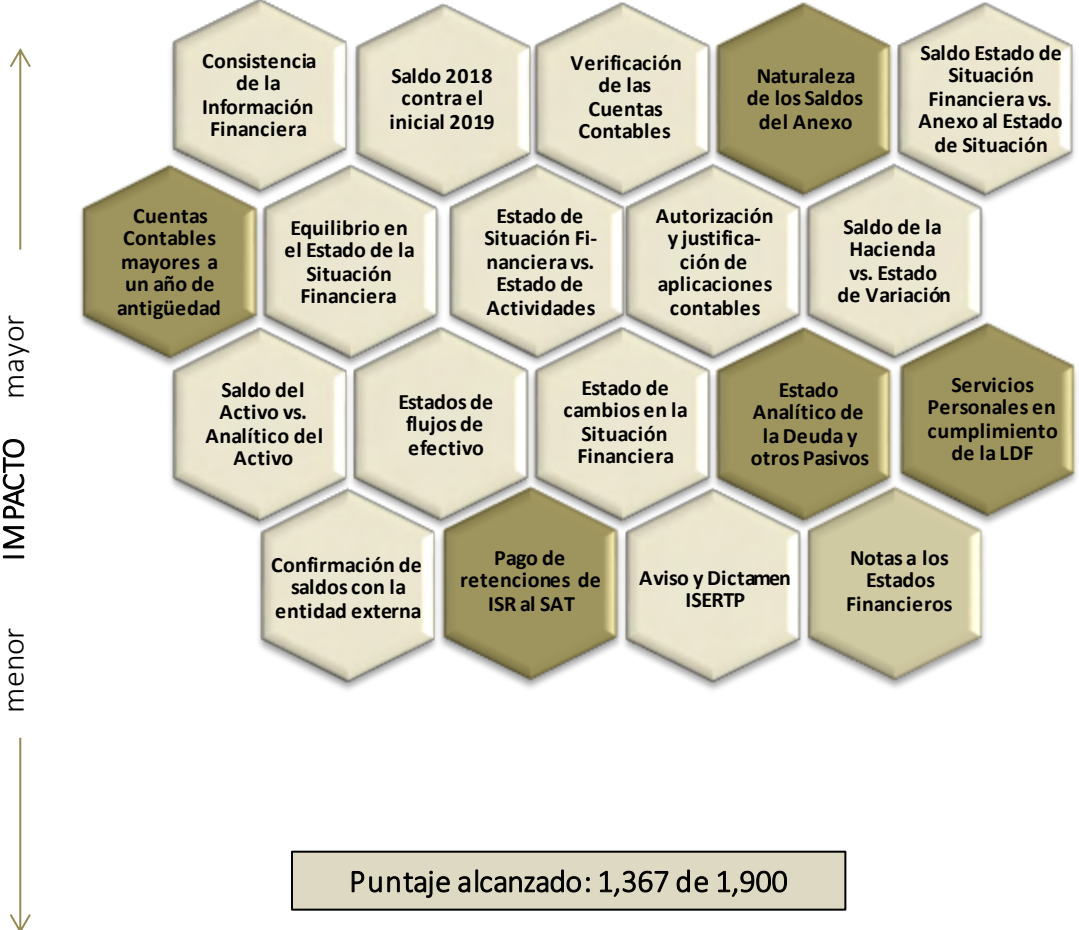 Consistencia
de la
Información
Financiera
Saldo 2018
contra el
inicial 2019
Verificación
de las
Cuentas
Contables
Naturaleza
de los Saldos
del Anexo
Saldo Estado de
Situación
Financiera vs.
Anexo al Estado
de Situación
Cuentas
Contables
mayores a
un año de
antigüedad
Equilibrio en
el Estado de la
Situación
Financiera
Estado de
Situación Fi-
nanciera vs.
Estado de
Actividades
Autorización
y justifica-
ción de
aplicaciones
contables
Saldo de la
Hacienda
vs. Estado
de Variación
Saldo del
Activo vs.
Analítico del
Activo
Estados de
flujos de
efectivo
Estado de
cambios en la
Situación
Financiera
Estado
Analítico de
la Deuda y
otros Pasivos
Servicios
Personales en
cumplimiento
de la LDF
Confirmación de
saldos con la
entidad externa
Pago de
retenciones de
ISR al SAT
Aviso y Dictamen
ISERTP
Notas a los
Estados
Financieros
menor IMPACTO mayor
Puntaje alcanzado: 1,367 de 1,900